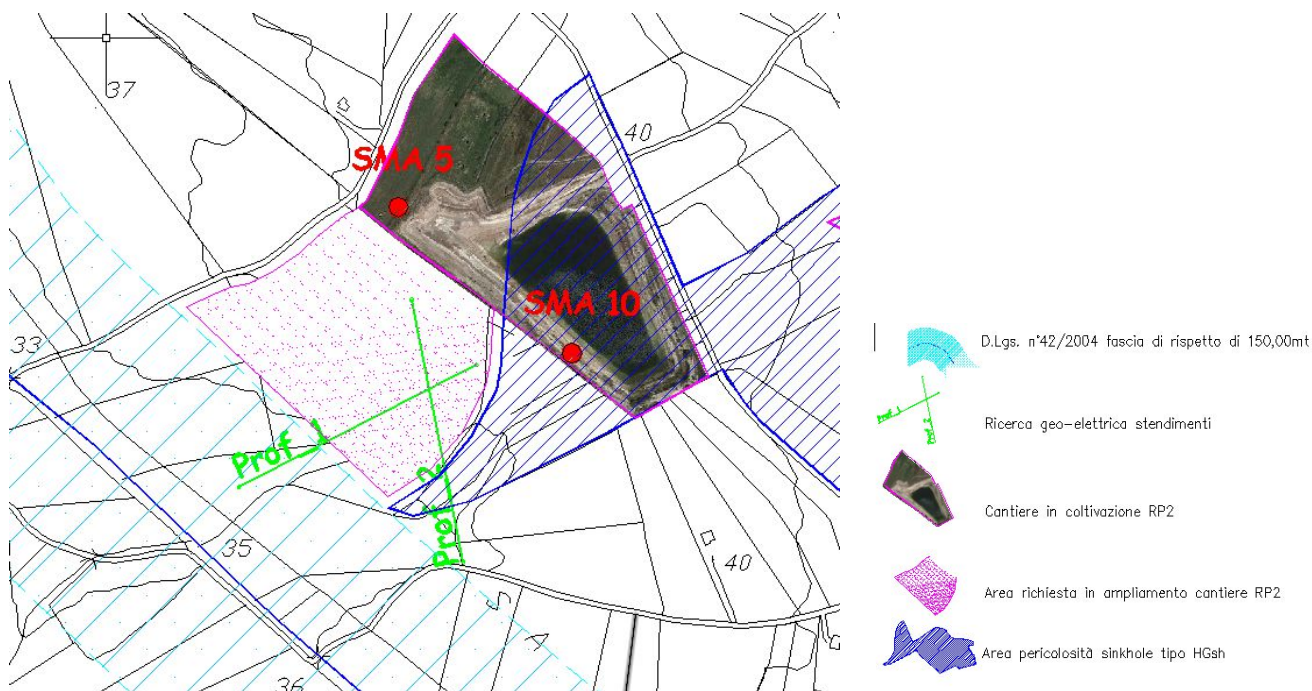 37
40
SMA 5
SMA 10
33
Prof_1
Prof_2
35
40
S
A
36
D.Lgs. n°42/2004 fascia di rispetto di 150,00mt
Prof_1
Prof_2
Ricerca geo-elettrica stendimenti
Cantiere in coltivazione RP2
Area richiesta in ampliamento cantiere RP2
Area pericolosità sinkhole tipo HGsh